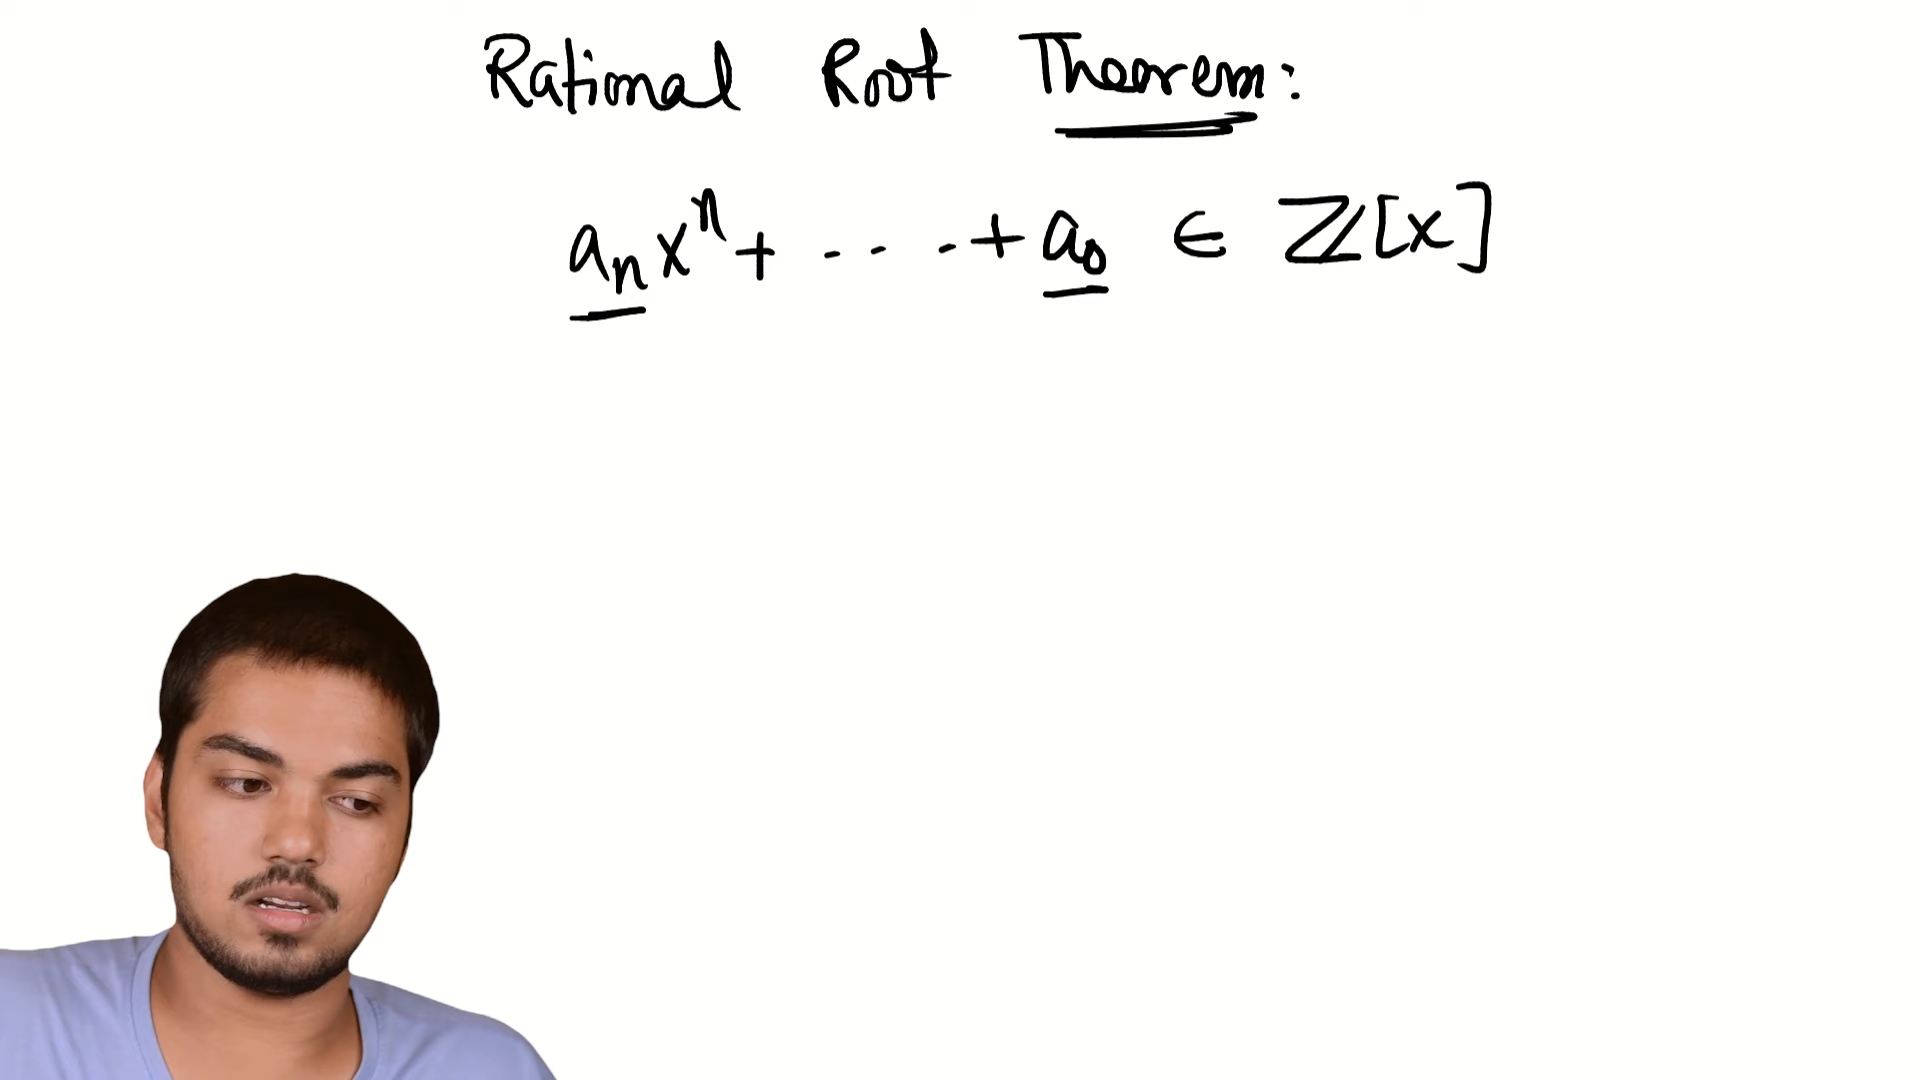 Rational Root Theorem:
aₙxⁿ + ... . + a₀ ∈ ℤ[x]